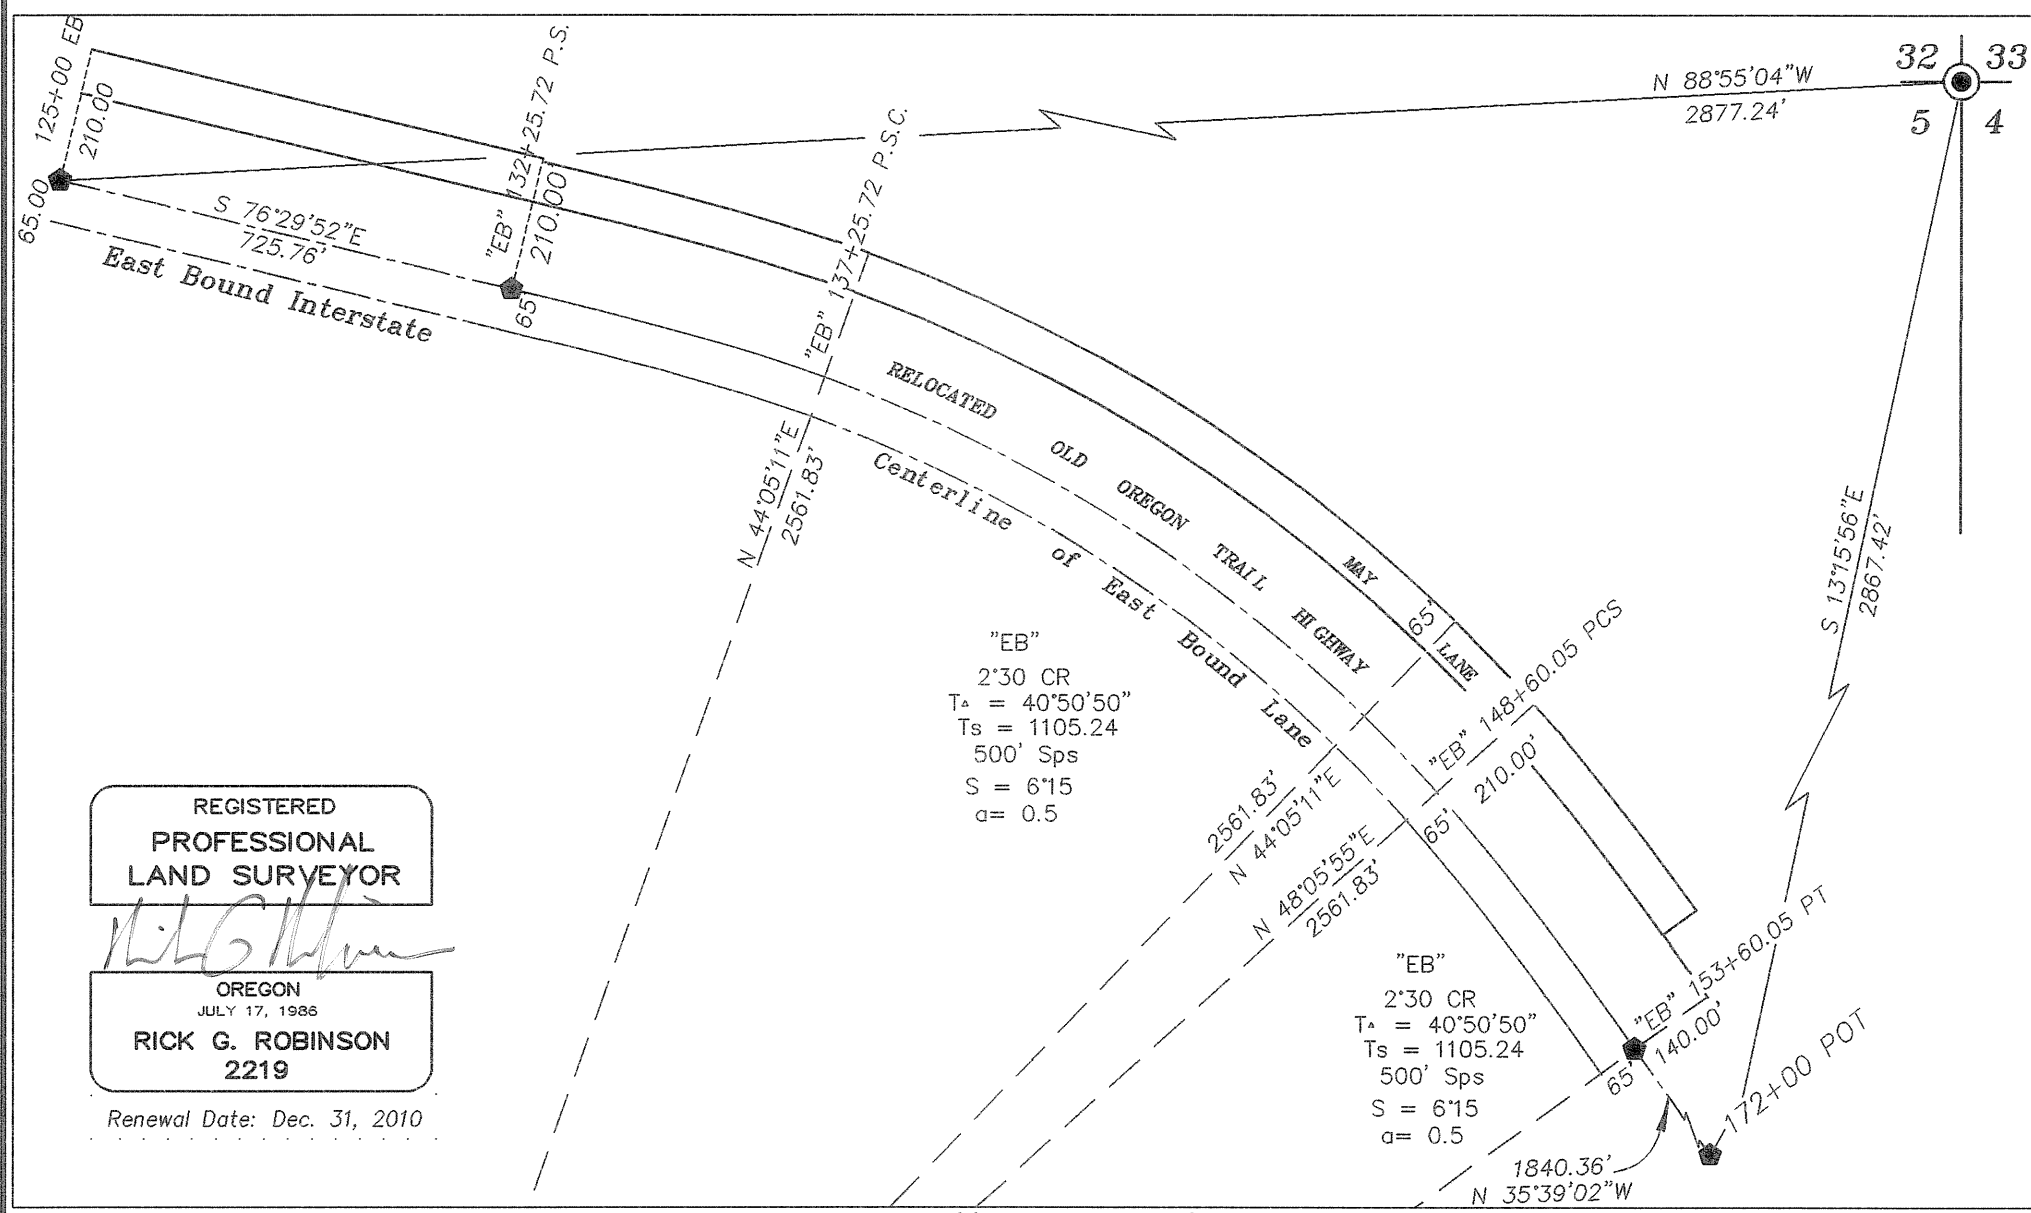 125+00 EB
210.00
65.00
S 76°29'52"E
725.76'
East Bound Interstate
"EB" 132+25.72 P.S.
210.00'
65'
"EB" 137+25.72 P.S.C.
N 44°05'11"E
2561.83'
N 88°55'04"W
2877.24'
32 33
5 4
S 13°15'56"E
2867.42'
RELOCATED OLD OREGON TRAIL HIGHWAY
MAY LANE
65'
Centerline of East Bound Lane
"EB" 148+60.05 PCS
210.00'
65'
"EB"
2°30 CR
T▵ = 40°50'50"
Ts = 1105.24
500' Sps
S = 6°15
a= 0.5
2561.83'
N 44°05'11"E
N 48°05'55"E
2561.83'
"EB"
2°30 CR
T▵ = 40°50'50"
Ts = 1105.24
500' Sps
S = 6°15
a= 0.5
"EB" 153+60.05 PT
140.00'
65'
172+00 POT
1840.36'
N 35°39'02"W
REGISTERED
PROFESSIONAL
LAND SURVEYOR
OREGON
JULY 17, 1986
RICK G. ROBINSON
2219
Renewal Date: Dec. 31, 2010